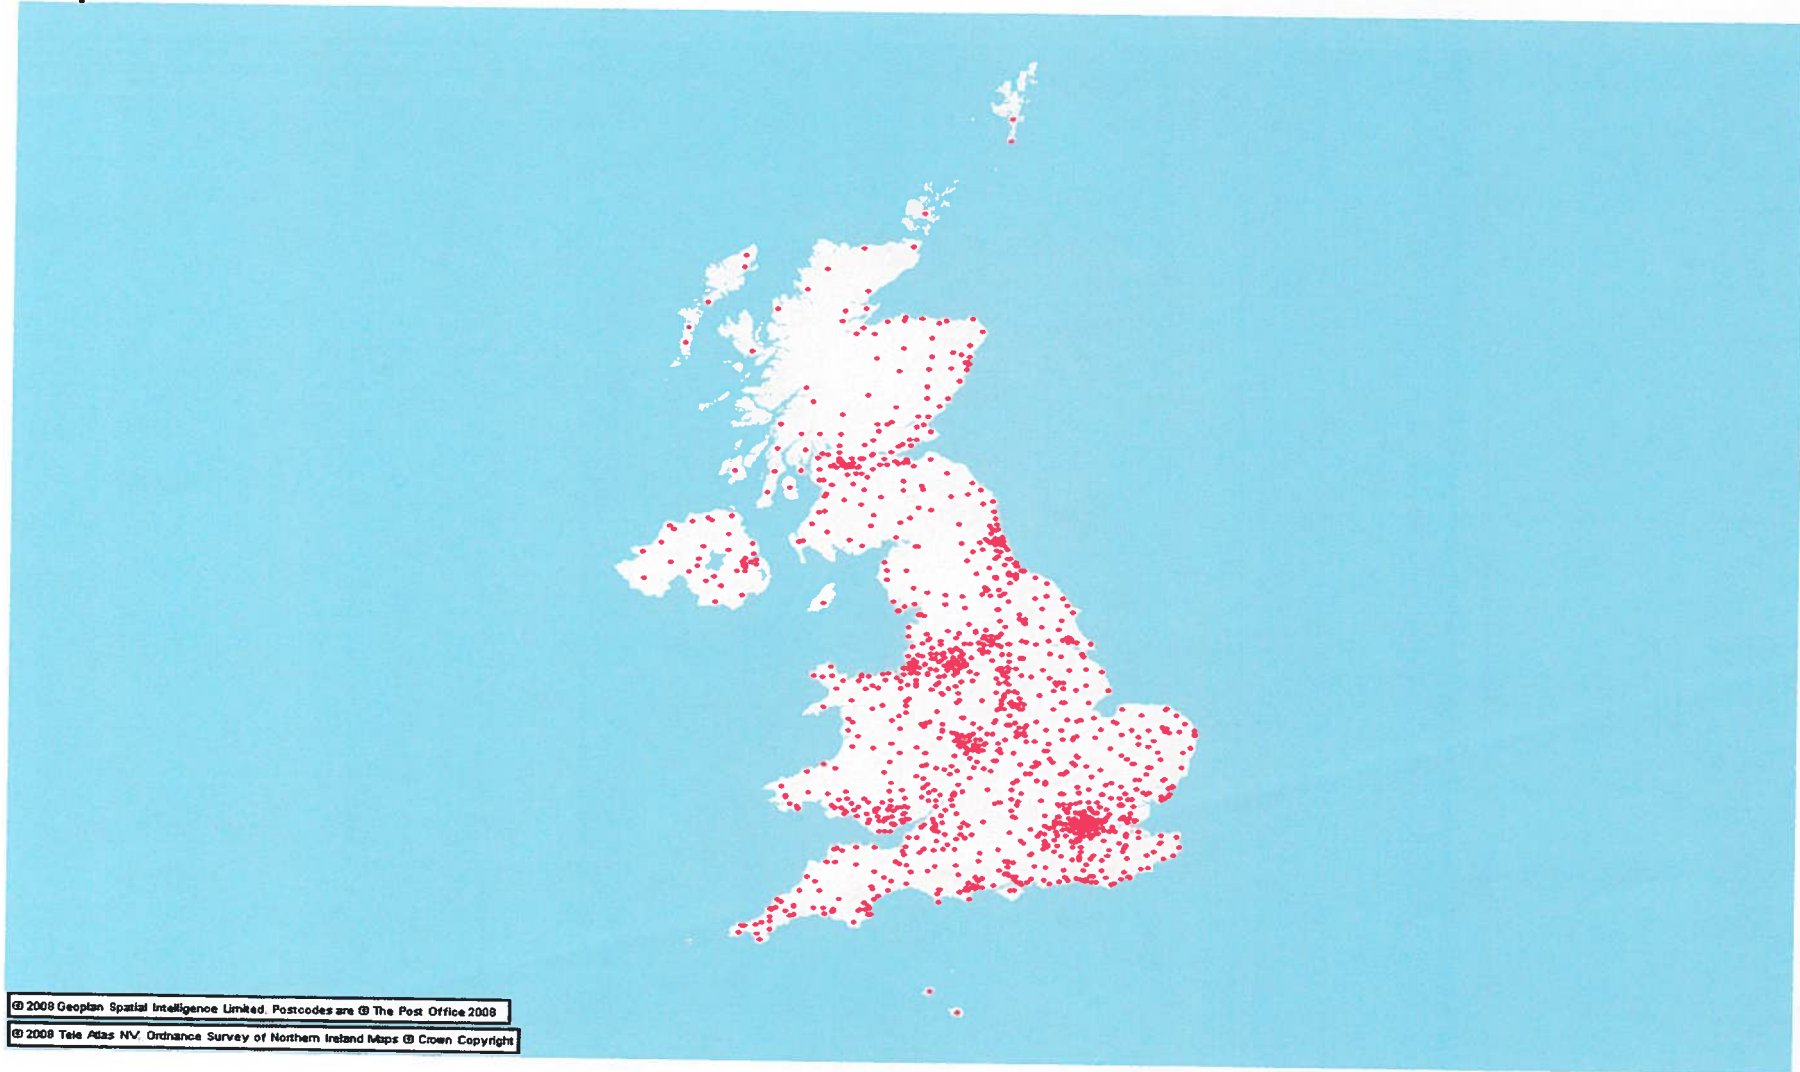 © 2008 Geoplan Spatial Intelligence Limited. Postcodes are © The Post Office 2008
© 2008 Tele Atlas NV. Ordnance Survey of Northern Ireland Maps © Crown Copyright